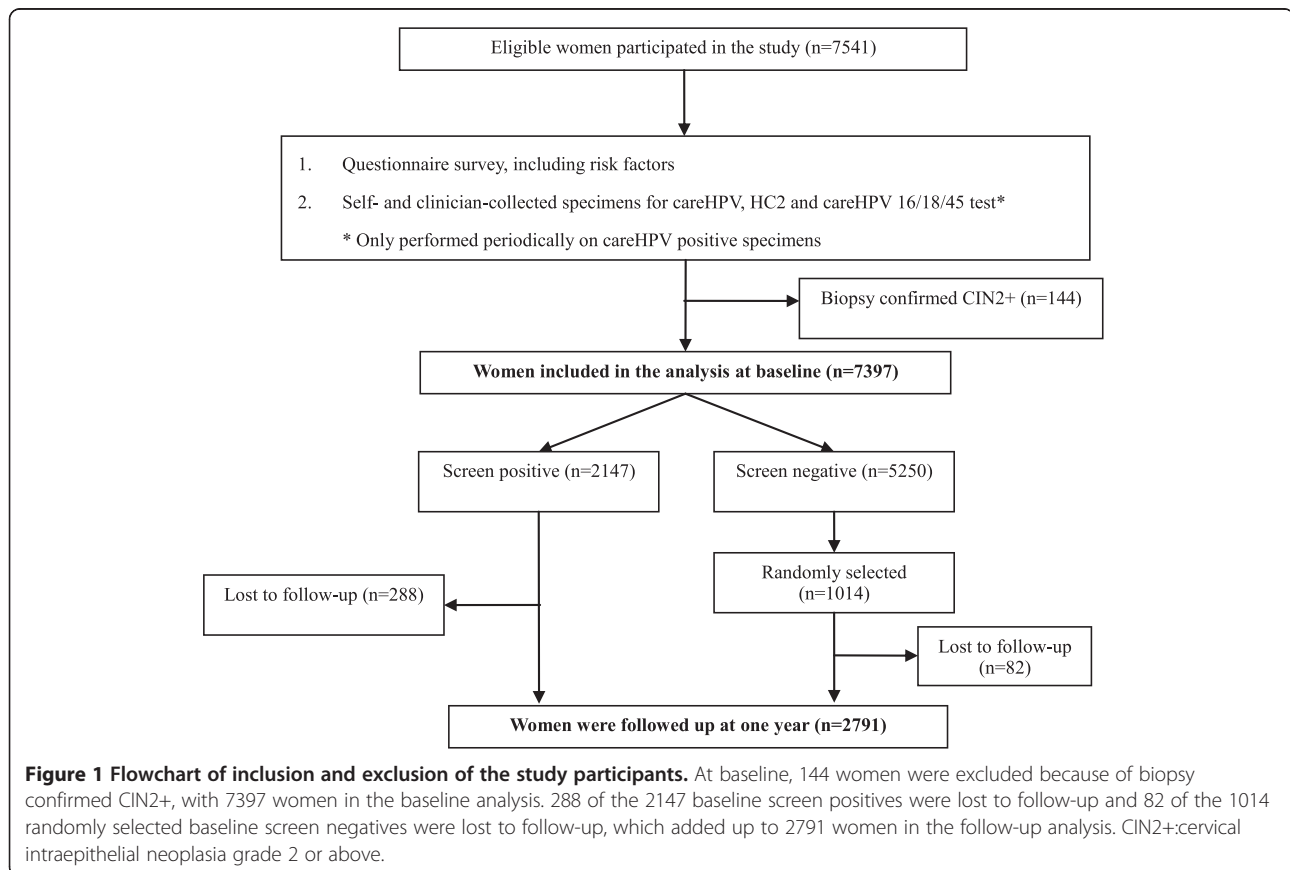 Eligible women participated in the study (n=7541)
1. Questionnaire survey, including risk factors
2. Self- and clinician-collected specimens for careHPV, HC2 and careHPV 16/18/45 test*
* Only performed periodically on careHPV positive specimens
Biopsy confirmed CIN2+ (n=144)
Women included in the analysis at baseline (n=7397)
Screen positive (n=2147)
Screen negative (n=5250)
Randomly selected
(n=1014)
Lost to follow-up (n=288)
Lost to follow-up
(n=82)
Women were followed up at one year (n=2791)
Figure 1 Flowchart of inclusion and exclusion of the study participants. At baseline, 144 women were excluded because of biopsy
confirmed CIN2+, with 7397 women in the baseline analysis. 288 of the 2147 baseline screen positives were lost to follow-up and 82 of the 1014
randomly selected baseline screen negatives were lost to follow-up, which added up to 2791 women in the follow-up analysis. CIN2+:cervical
intraepithelial neoplasia grade 2 or above.